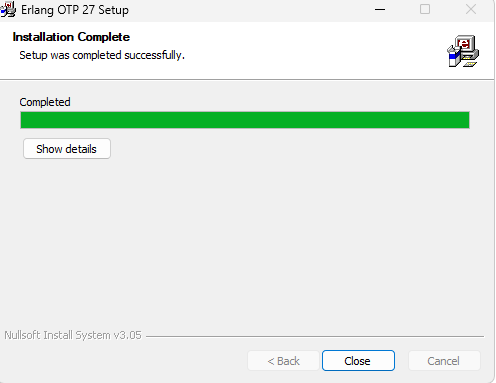 Erlang OTP 27 Setup
Installation Complete
Setup was completed successfully.
Completed
Show details
Nullsoft Install System v3.05
< Back
Close
Cancel